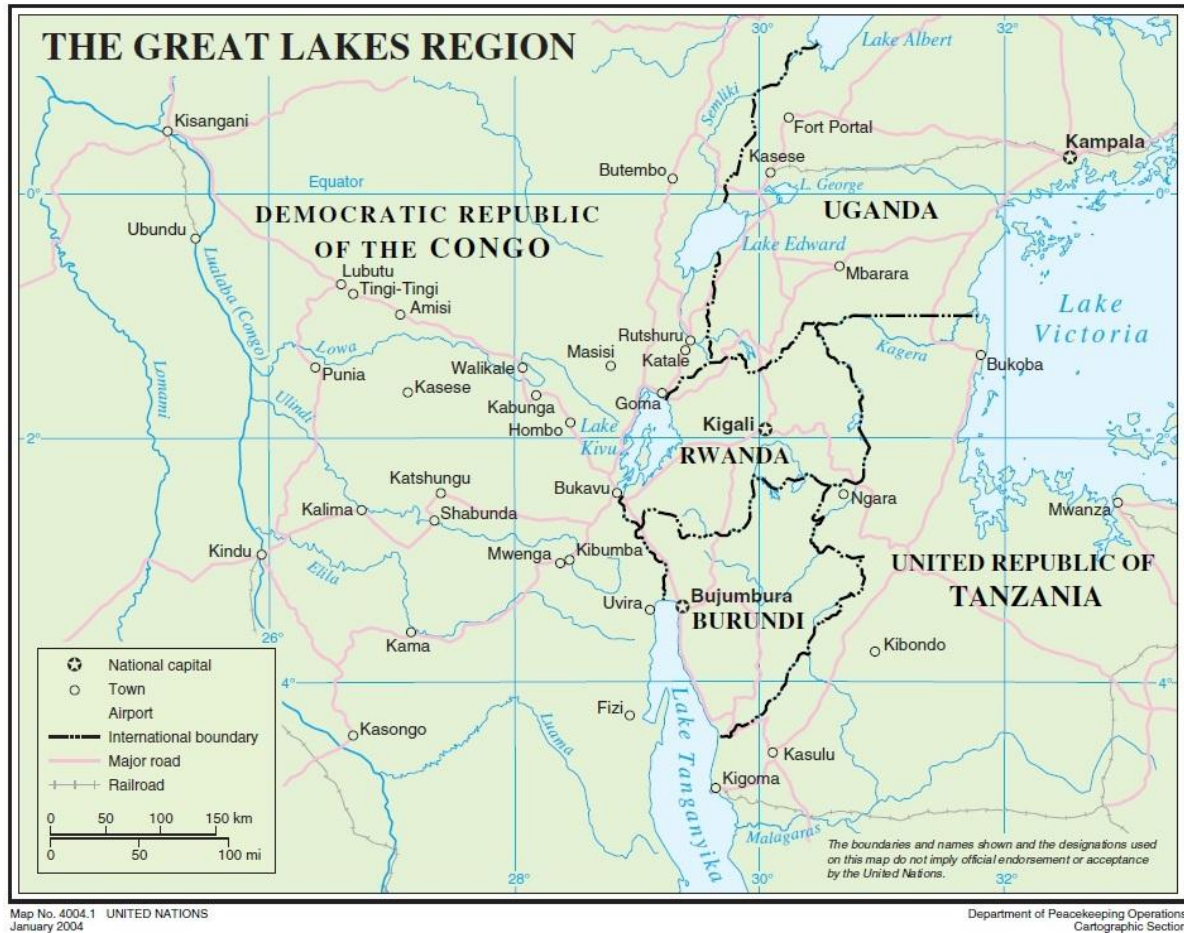 THE GREAT LAKES REGION
30°
32°
Lake Albert
Semliki
Kisangani
Fort Portal
Kampala
Butembo
Kasese
Equator
L. George
0°
0°
DEMOCRATIC REPUBLIC
OF THE CONGO
UGANDA
Ubundu
Lake Edward
Mbarara
Lualaba (Congo)
Lubutu
Tingi-Tingi
Amisi
Lake
Victoria
Rutshuru
Masisi
Katale
Kagera
Bukoba
Lowa
Punia
Walikale
Lomami
Kasese
Ulindi
Kabunga
Goma
Hombo
Lake
Kivu
Kigali
RWANDA
2°
2°
Katshungu
Bukavu
Ngara
Kalima
Shabunda
Mwanza
Kindu
Elila
Mwenga
Kibumba
UNITED REPUBLIC OF
TANZANIA
Uvira
Bujumbura
BURUNDI
26°
Kama
Kibondo
4°
4°
Fizi
Luama
Lake Tanganyika
Kasongo
Kasulu
Kigoma
Malagaras
28°
30°
32°
National capital
Town
Airport
International boundary
Major road
Railroad
0 50 100 150 km
0 50 100 mi
The boundaries and names shown and the designations used
on this map do not imply official endorsement or acceptance
by the United Nations.
Map No. 4004.1 UNITED NATIONS
January 2004
Department of Peacekeeping Operations
Cartographic Section